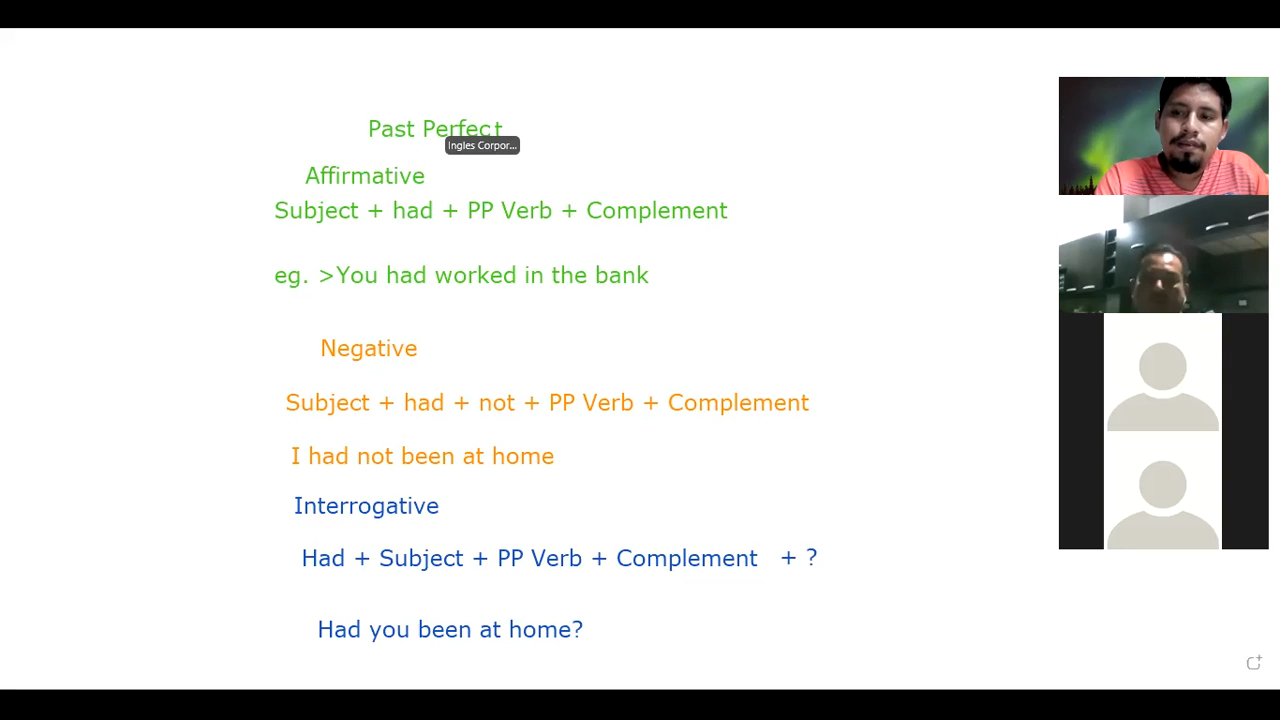 Past Perfect
Ingles Corpor...
Affirmative
Subject + had + PP Verb + Complement
eg. >You had worked in the bank
Negative
Subject + had + not + PP Verb + Complement
I had not been at home
Interrogative
Had + Subject + PP Verb + Complement + ?
Had you been at home?